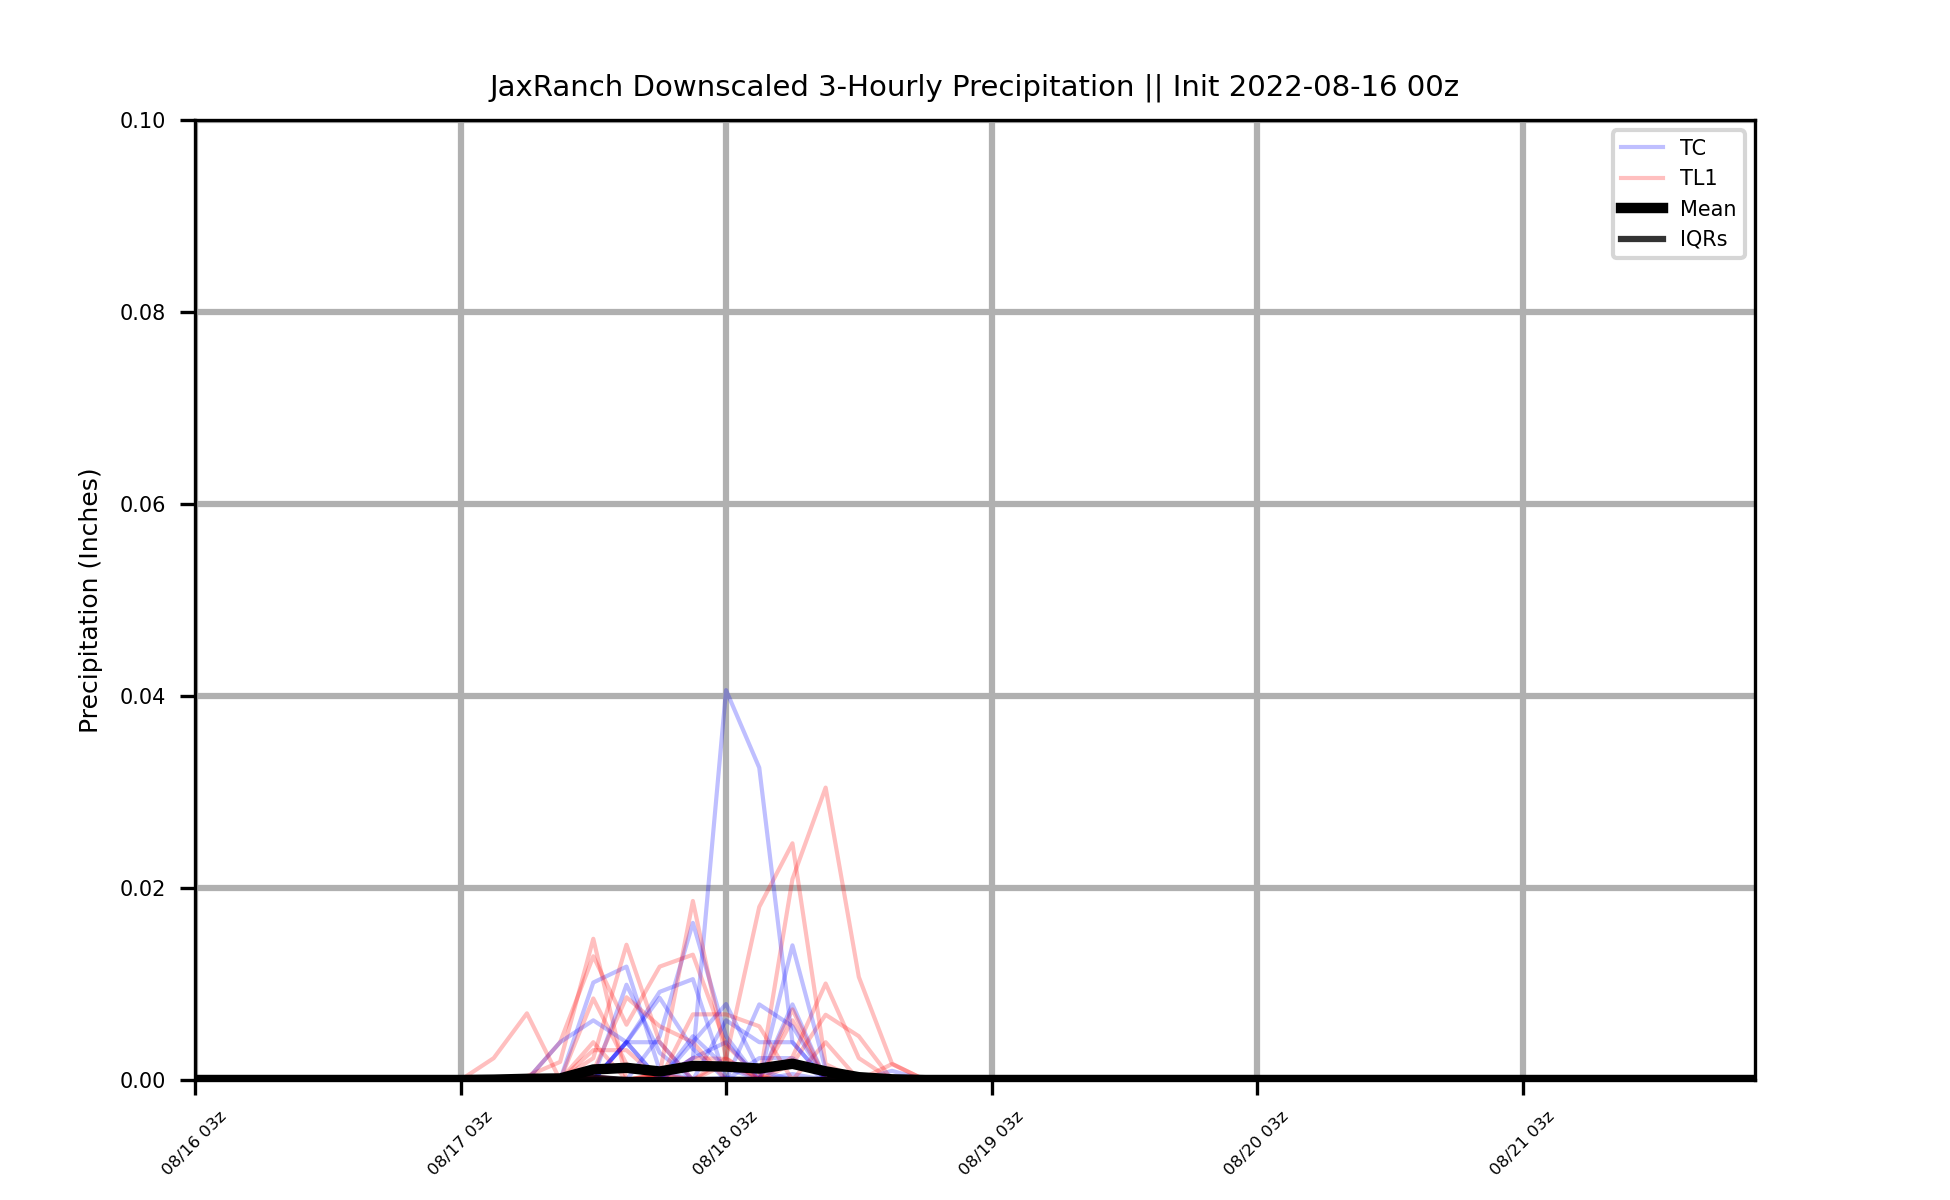 JaxRanch Downscaled 3-Hourly Precipitation || Init 2022-08-16 00z
0.10
0.08
0.06
0.04
0.02
0.00
Precipitation (Inches)
TC
TL1
Mean
IQRs
08/16 03z
08/17 03z
08/18 03z
08/19 03z
08/20 03z
08/21 03z